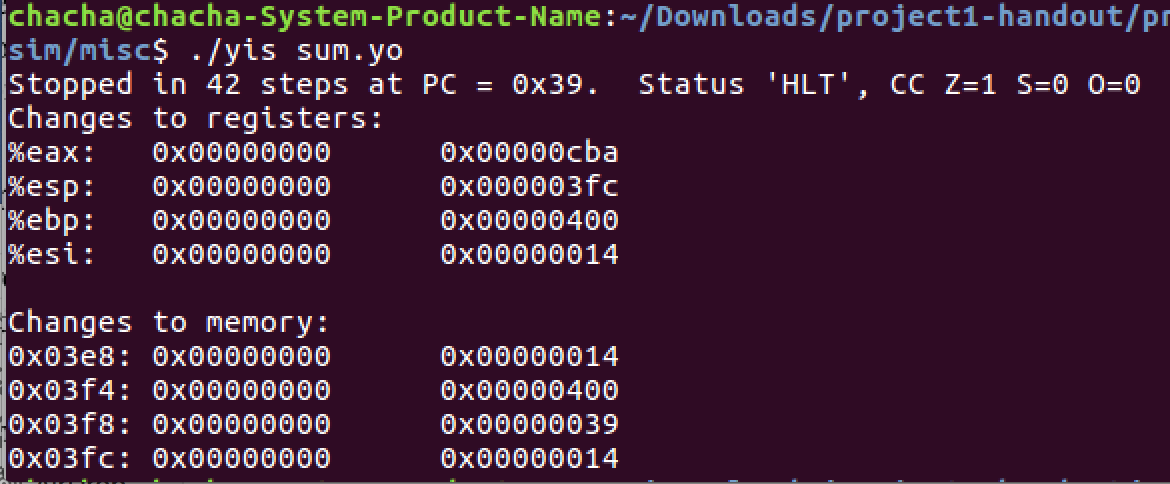 chacha@chacha-System-Product-Name:~/Downloads/project1-handout/pr
sim/misc$ ./yis sum.yo
Stopped in 42 steps at PC = 0x39.  Status 'HLT', CC Z=1 S=0 O=0
Changes to registers:
%eax:   0x00000000      0x00000cba
%esp:   0x00000000      0x000003fc
%ebp:   0x00000000      0x00000400
%esi:   0x00000000      0x00000014

Changes to memory:
0x03e8: 0x00000000      0x00000014
0x03f4: 0x00000000      0x00000400
0x03f8: 0x00000000      0x00000039
0x03fc: 0x00000000      0x00000014